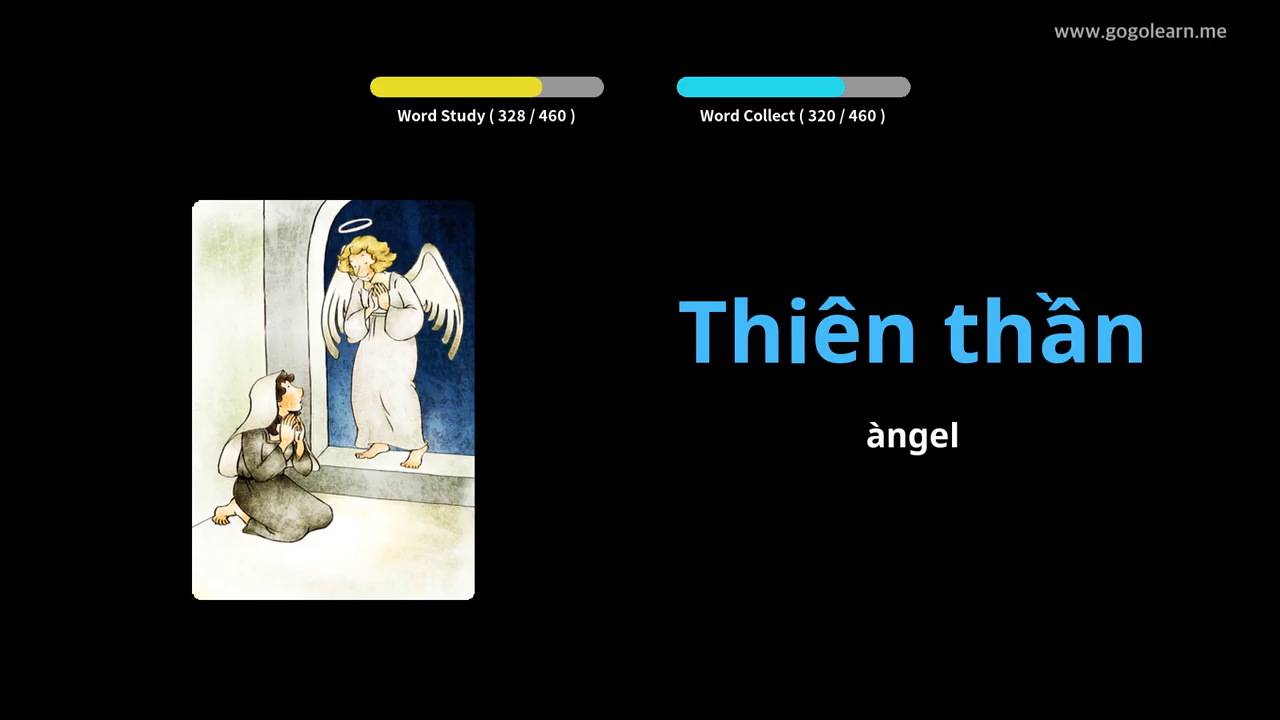 www.gogolearn.me
Word Study ( 328 / 460 )
Word Collect ( 320 / 460 )
Thiên thần
àngel